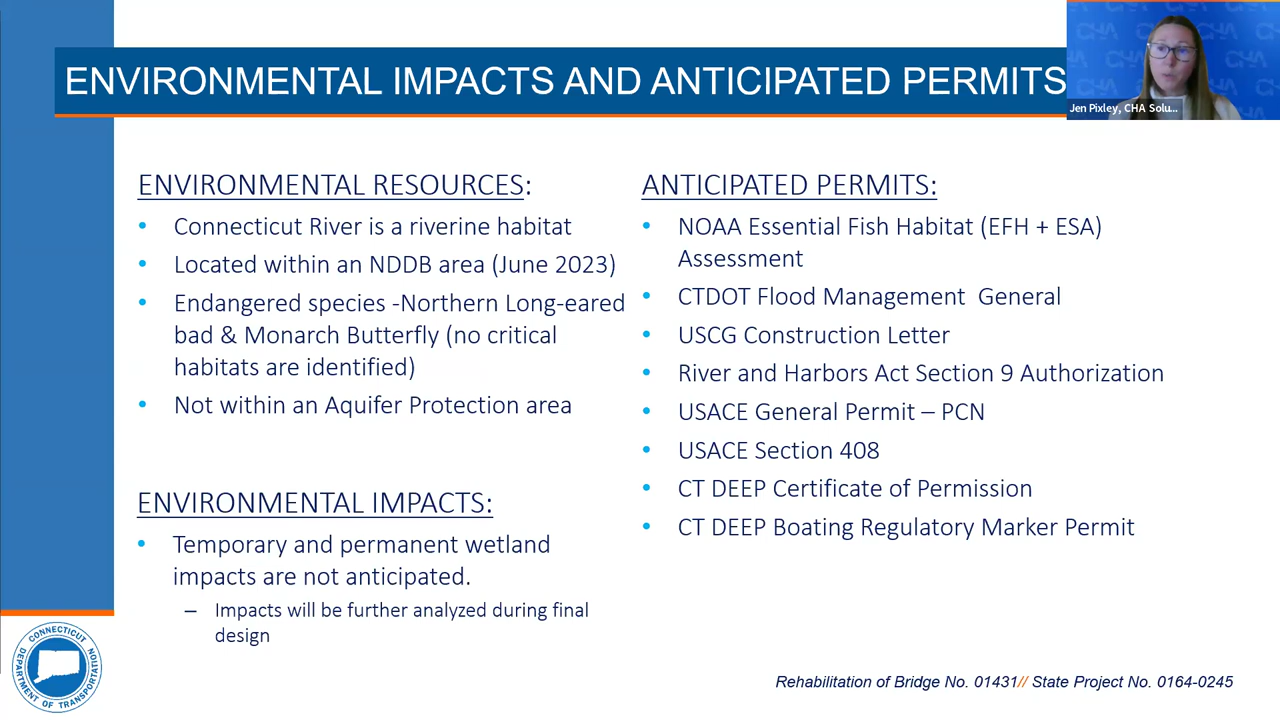 ENVIRONMENTAL IMPACTS AND ANTICIPATED PERMITS
Jen Pixley, CHA Solu...
ENVIRONMENTAL RESOURCES:
• Connecticut River is a riverine habitat
• Located within an NDDB area (June 2023)
• Endangered species -Northern Long-eared
bad & Monarch Butterfly (no critical
habitats are identified)
• Not within an Aquifer Protection area
ENVIRONMENTAL IMPACTS:
• Temporary and permanent wetland
impacts are not anticipated.
– Impacts will be further analyzed during final
design
ANTICIPATED PERMITS:
• NOAA Essential Fish Habitat (EFH + ESA)
Assessment
• CTDOT Flood Management  General
• USCG Construction Letter
• River and Harbors Act Section 9 Authorization
• USACE General Permit – PCN
• USACE Section 408
• CT DEEP Certificate of Permission
• CT DEEP Boating Regulatory Marker Permit
CONNECTICUT
DEPARTMENT OF TRANSPORTATION
Rehabilitation of Bridge No. 01431// State Project No. 0164-0245
CHA